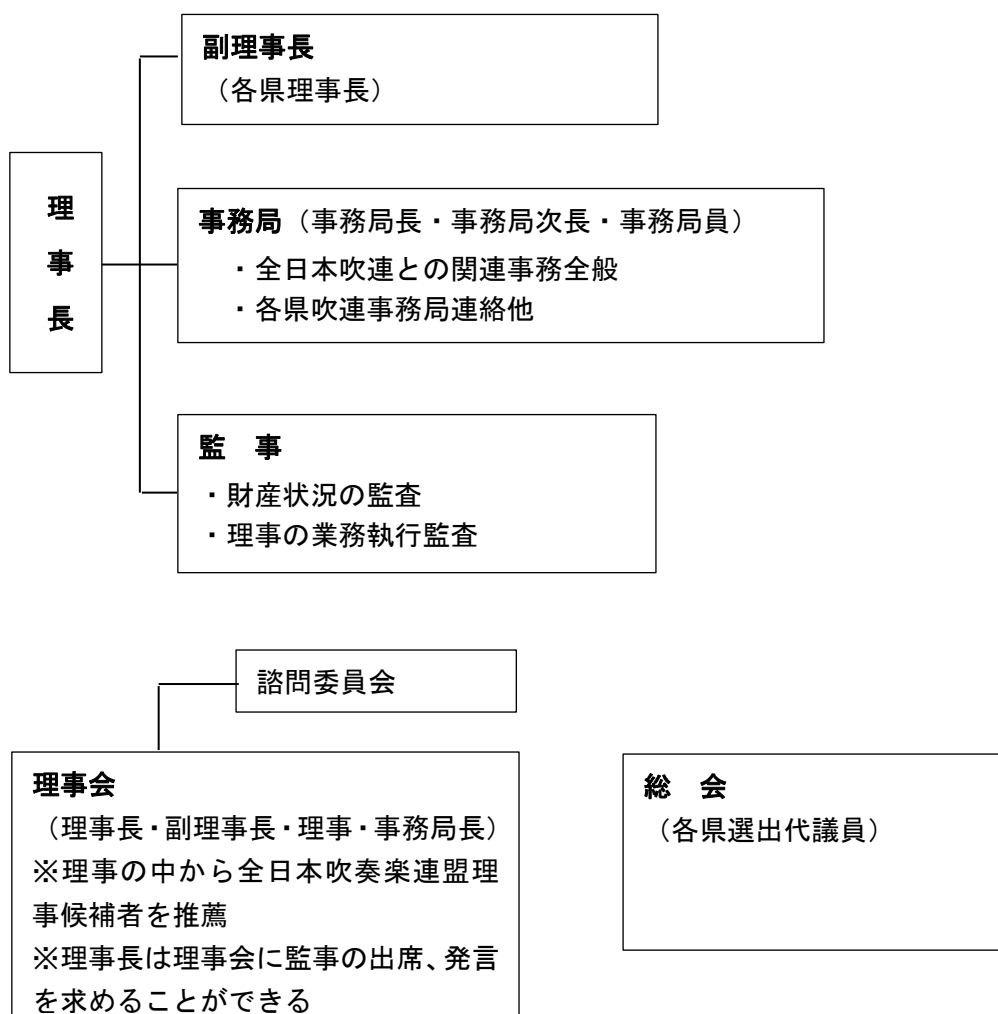 副理事長
（各県理事長）
理
事
長
事務局（事務局長・事務局次長・事務局員）
・全日本吹連との関連事務全般
・各県吹連事務局連絡他
監　事
・財産状況の監査
・理事の業務執行監査
諮問委員会
理事会
（理事長・副理事長・理事・事務局長）
※理事の中から全日本吹奏楽連盟理
事候補者を推薦
※理事長は理事会に監事の出席、発言
を求めることができる
総　会
（各県選出代議員）